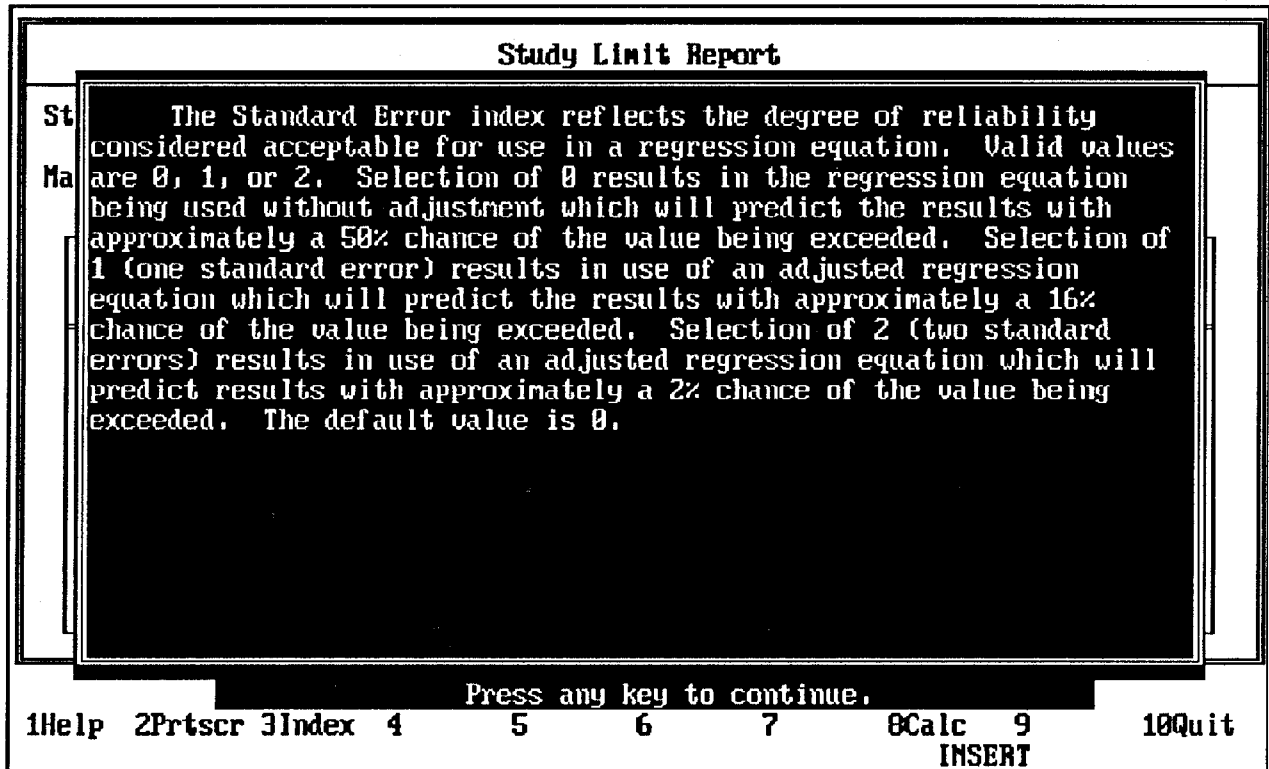 Study Limit Report
St
Ma
The Standard Error index reflects the degree of reliability
considered acceptable for use in a regression equation. Valid values
are 0, 1, or 2. Selection of 0 results in the regression equation
being used without adjustment which will predict the results with
approximately a 50% chance of the value being exceeded. Selection of
1 (one standard error) results in use of an adjusted regression
equation which will predict the results with approximately a 16%
chance of the value being exceeded. Selection of 2 (two standard
errors) results in use of an adjusted regression equation which will
predict results with approximately a 2% chance of the value being
exceeded. The default value is 0.
Press any key to continue.
1Help 2Prtscr 3Index 4 5 6 7 8Calc 9 10Quit
INSERT